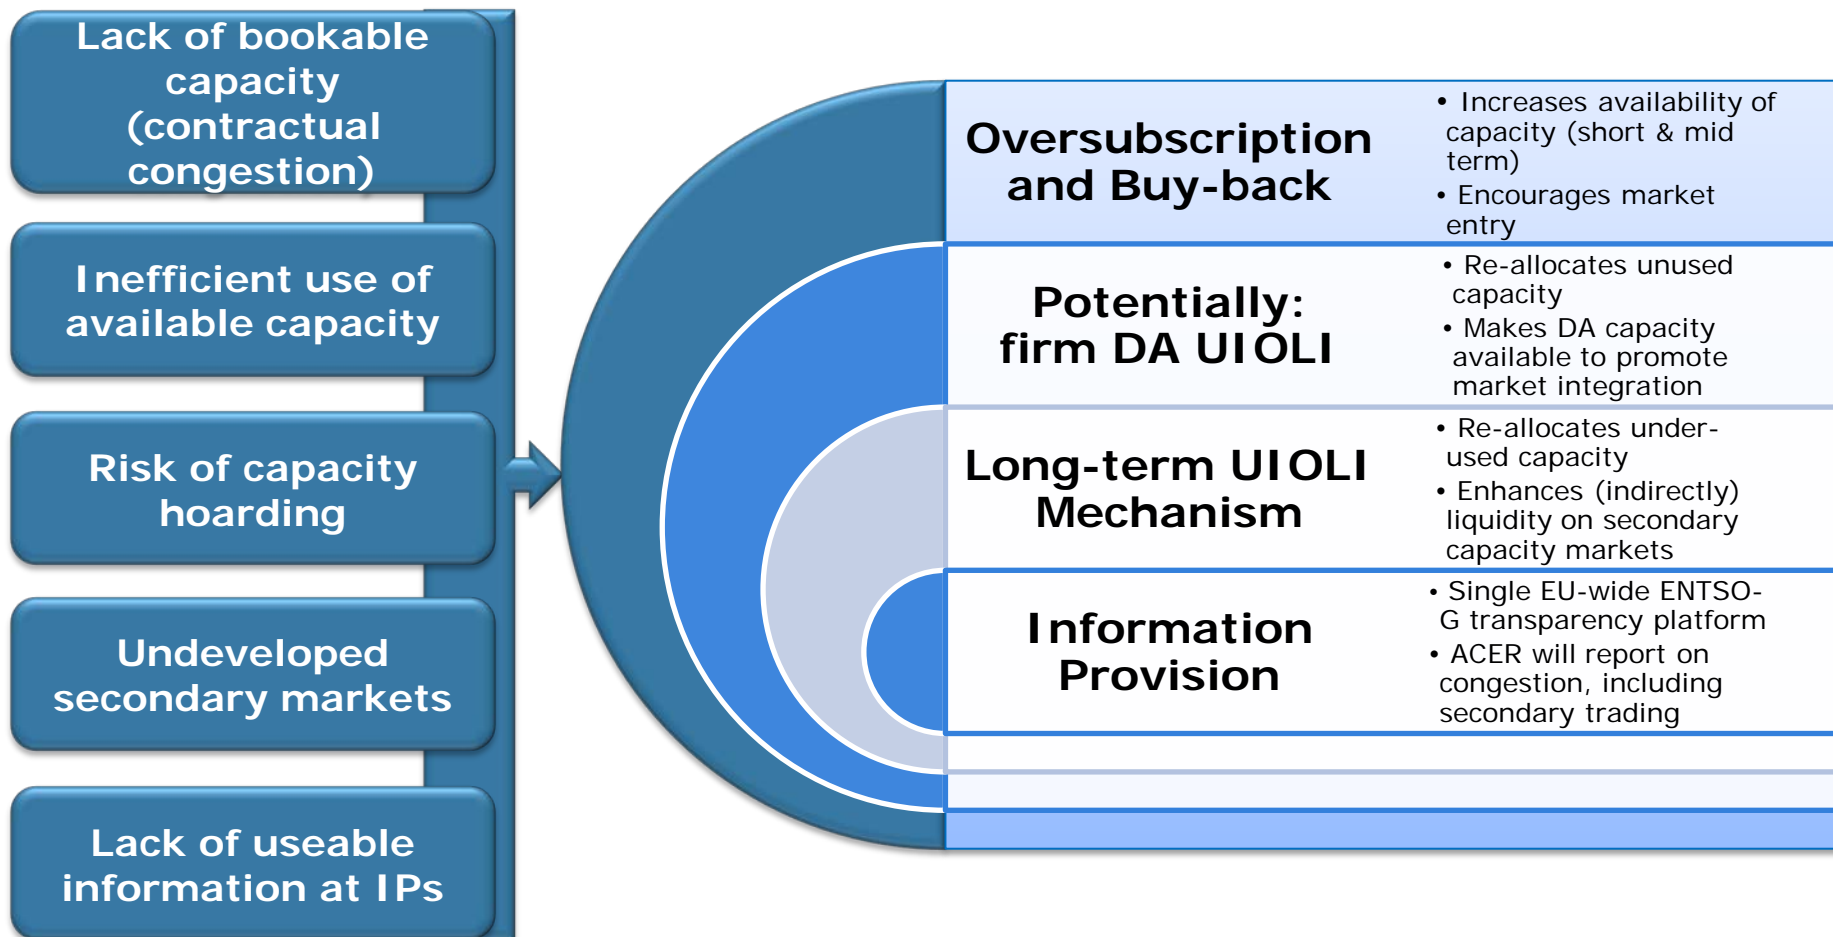 Lack of bookable
capacity
(contractual
congestion)
Inefficient use of
available capacity
Risk of capacity
hoarding
Undeveloped
secondary markets
Lack of useable
information at IPs
Oversubscription
and Buy-back
• Increases availability of
capacity (short & mid
term)
• Encourages market
entry
Potentially:
firm DA UIOLI
• Re-allocates unused
capacity
• Makes DA capacity
available to promote
market integration
Long-term UIOLI
Mechanism
• Re-allocates under-
used capacity
• Enhances (indirectly)
liquidity on secondary
capacity markets
Information
Provision
• Single EU-wide ENTSO-
G transparency platform
• ACER will report on
congestion, including
secondary trading